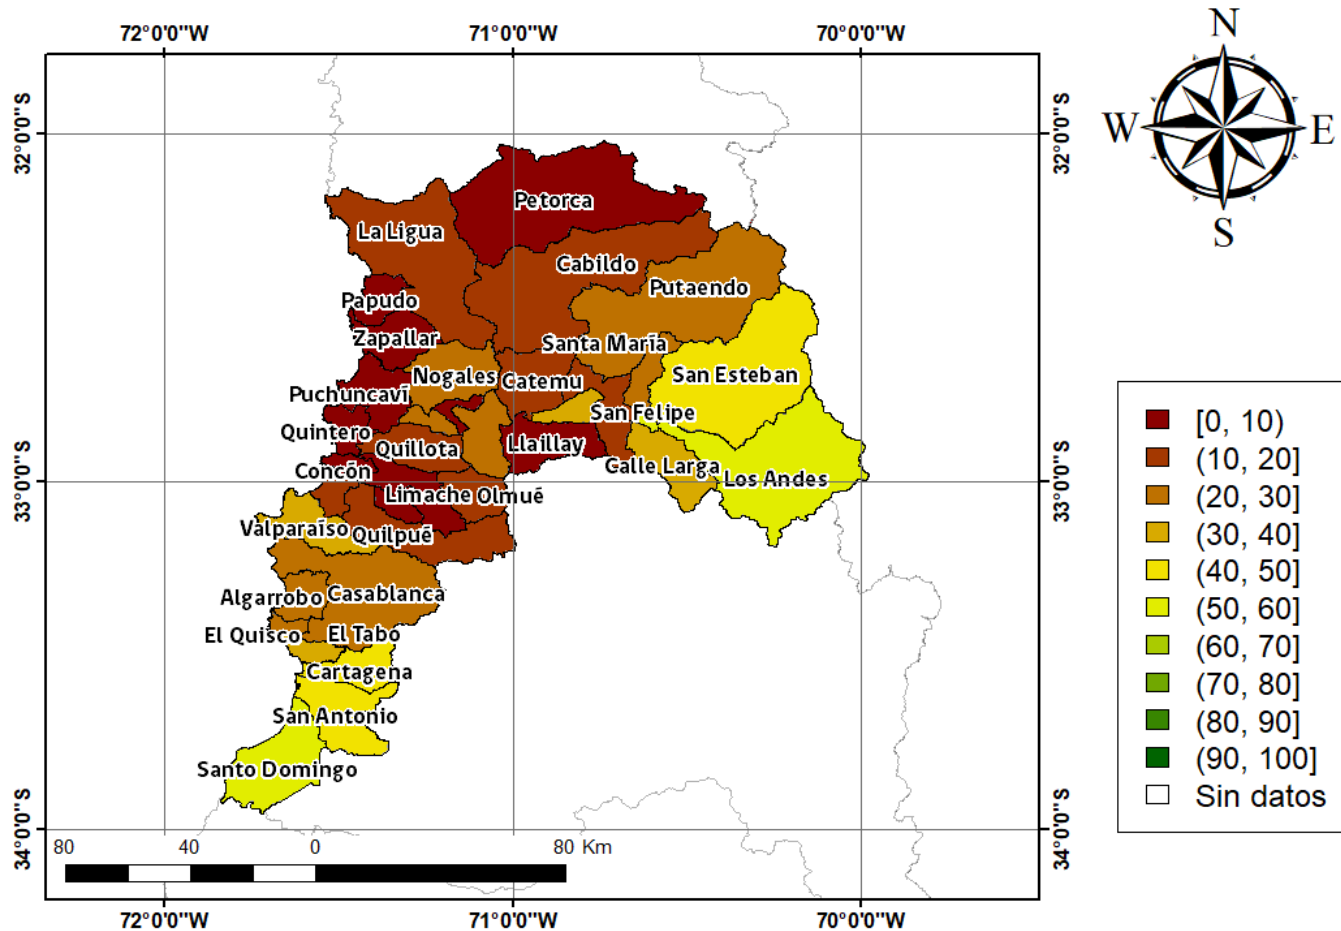 72°0'0"W 71°0'0"W 70°0'0"W
N
W E
S
32°0'0"S
32°0'0"S
Petorca
La Ligua
Cabildo
Putaendo
Papudo
Zapallar
Santa María
Nogales
Catemu
San Esteban
Puchuncaví
San Felipe
Quintero
Quillota
Llaillay
Concón
Calle Larga
Los Andes
33°0'0"S
33°0'0"S
Limache
Olmué
Valparaíso
Quilpué
Algarrobo
Casablanca
El Quisco
El Tabo
Cartagena
San Antonio
Santo Domingo
34°0'0"S
34°0'0"S
80 40 0 80 Km
72°0'0"W 71°0'0"W 70°0'0"W
[0, 10)
(10, 20]
(20, 30]
(30, 40]
(40, 50]
(50, 60]
(60, 70]
(70, 80]
(80, 90]
(90, 100]
Sin datos